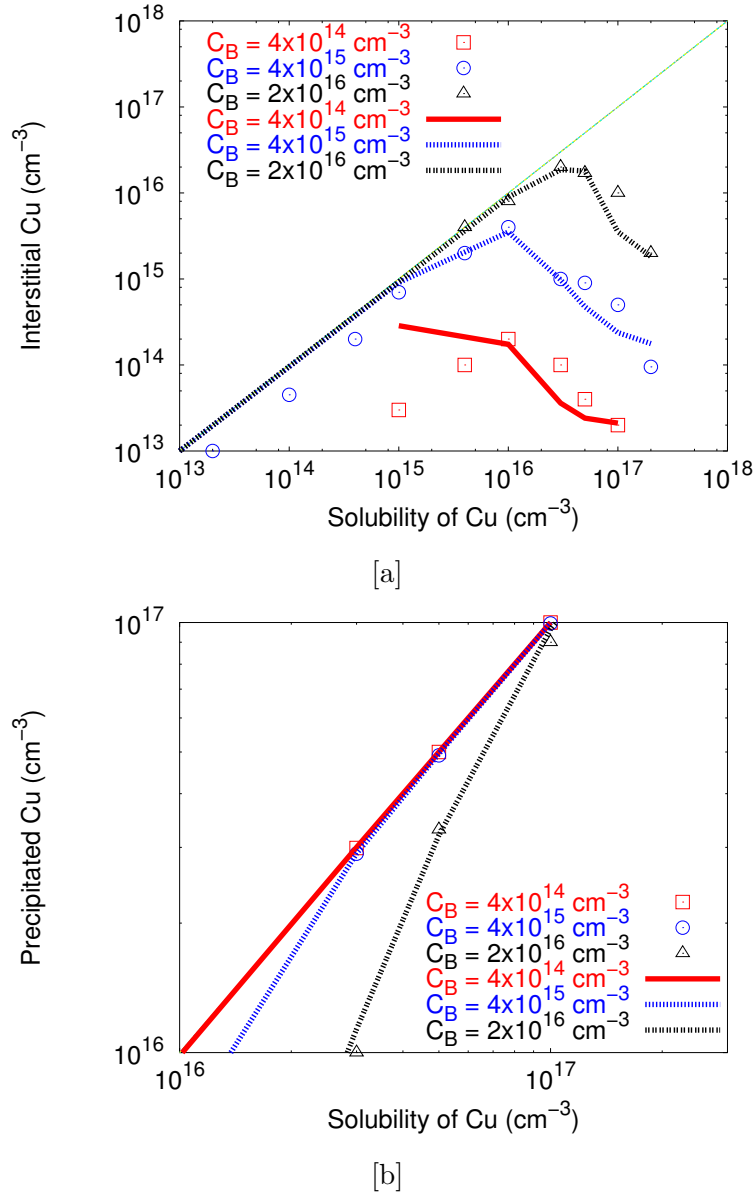 10^18
10^17
10^16
10^15
10^14
10^13
Interstitial Cu (cm^−3)
C_B = 4x10^14 cm^−3
C_B = 4x10^15 cm^−3
C_B = 2x10^16 cm^−3
C_B = 4x10^14 cm^−3
C_B = 4x10^15 cm^−3
C_B = 2x10^16 cm^−3
10^13 10^14 10^15 10^16 10^17 10^18
Solubility of Cu (cm^−3)
[a]
10^17
10^16
Precipitated Cu (cm^−3)
C_B = 4x10^14 cm^−3
C_B = 4x10^15 cm^−3
C_B = 2x10^16 cm^−3
C_B = 4x10^14 cm^−3
C_B = 4x10^15 cm^−3
C_B = 2x10^16 cm^−3
10^16 10^17
Solubility of Cu (cm^−3)
[b]